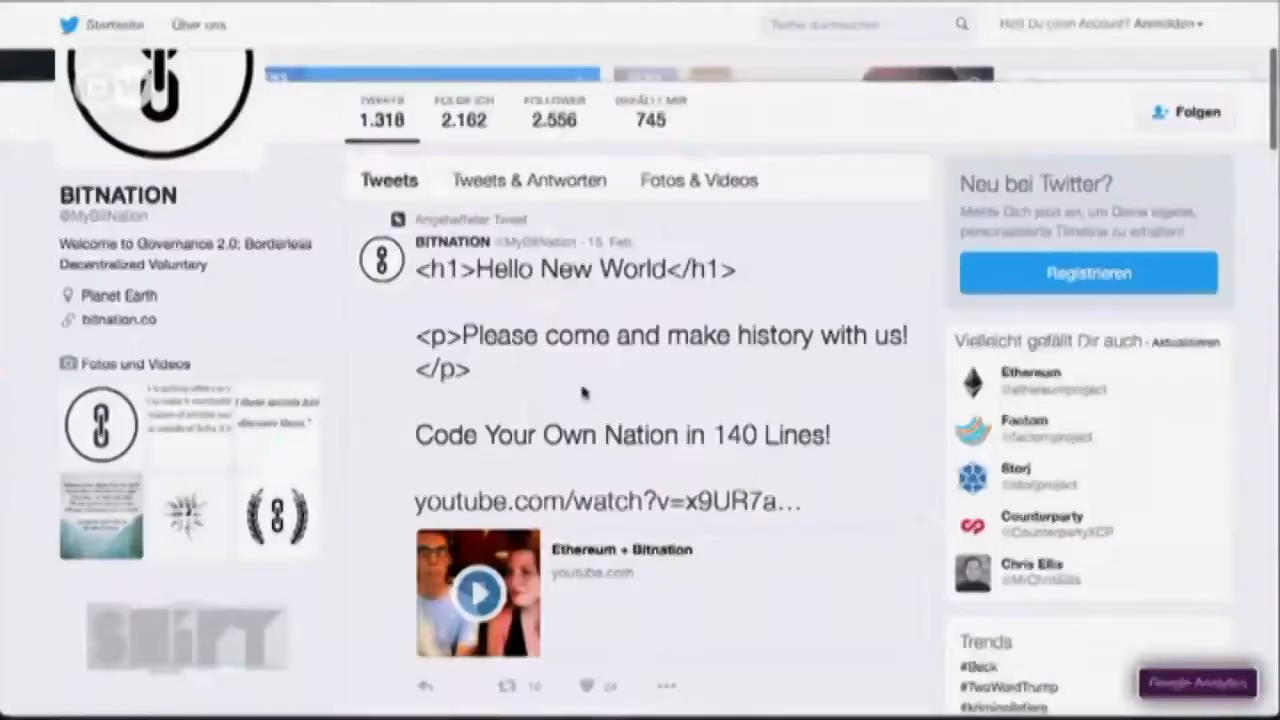 Startseite Über uns
Twitter durchsuchen
Hast Du einen Account? Anmelden
TWEETS FOLGE ICH FOLLOWER GEFÄLLT MIR
1.318 2.162 2.556 745
Folgen
BITNATION
@MyBitNation
Welcome to Governance 2.0: Borderless
Decentralized Voluntary
Planet Earth
bitnation.co
Fotos und Videos
SHIFT
Tweets Tweets & Antworten Fotos & Videos
Angehefteter Tweet
BITNATION @MyBitNation · 15. Feb.
<h1>Hello New World</h1>
<p>Please come and make history with us!
</p>
Code Your Own Nation in 140 Lines!
youtube.com/watch?v=x9UR7a…
Ethereum + Bitnation
youtube.com
Neu bei Twitter?
Melde Dich jetzt an, um Deine eigene,
personalisierte Timeline zu erhalten!
Registrieren
Vielleicht gefällt Dir auch · Aktualisieren
Ethereum
@ethereumproject
Factom
@factomproject
Storj
@storjproject
Counterparty
@CounterpartyXCP
Chris Ellis
@MrChrisEllis
Trends
#Beck
#TwoWordTrump
Google Analytics